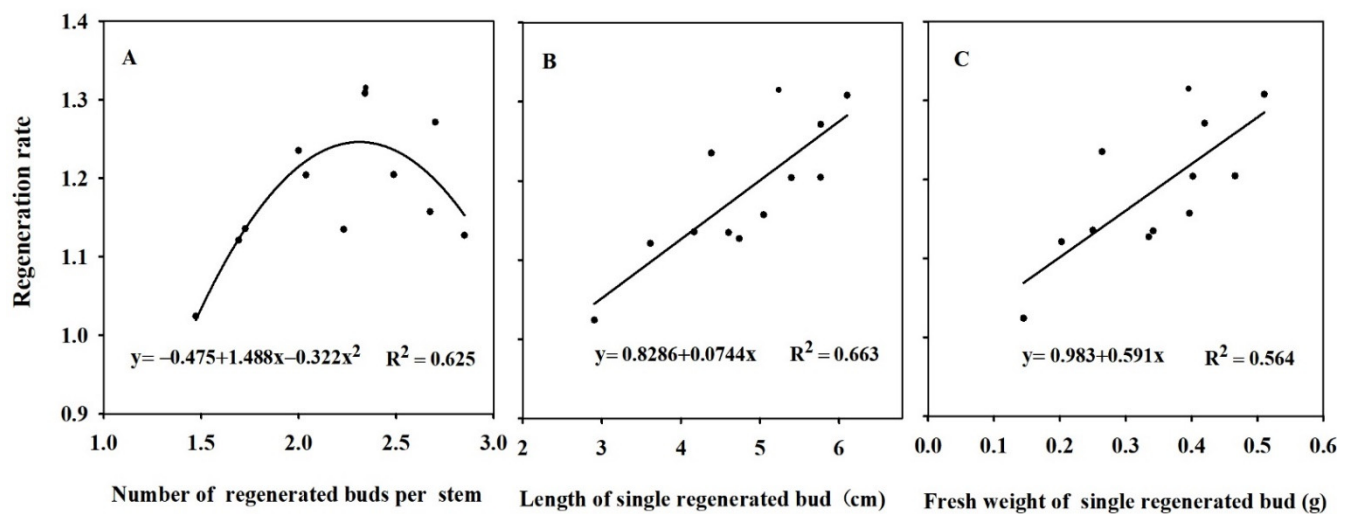 Regeneration rate
1.4
1.3
1.2
1.1
1.0
0.9
A
y= −0.475+1.488x−0.322x² R² = 0.625
1.0 1.5 2.0 2.5 3.0
Number of regenerated buds per stem
B
y= 0.8286+0.0744x R² = 0.663
2 3 4 5 6
Length of single regenerated bud (cm)
C
y= 0.983+0.591x R² = 0.564
0.0 0.1 0.2 0.3 0.4 0.5 0.6
Fresh weight of single regenerated bud (g)